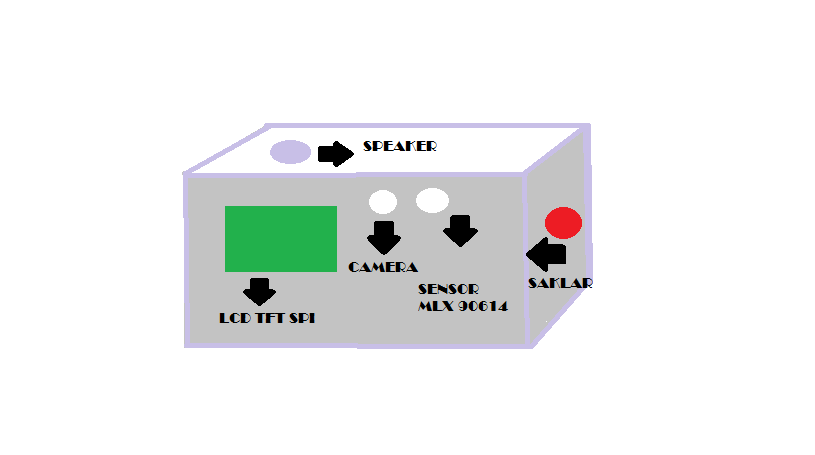 SPEAKER
CAMERA
SAKLAR
SENSOR
MLX 90614
LCD TFT SPI